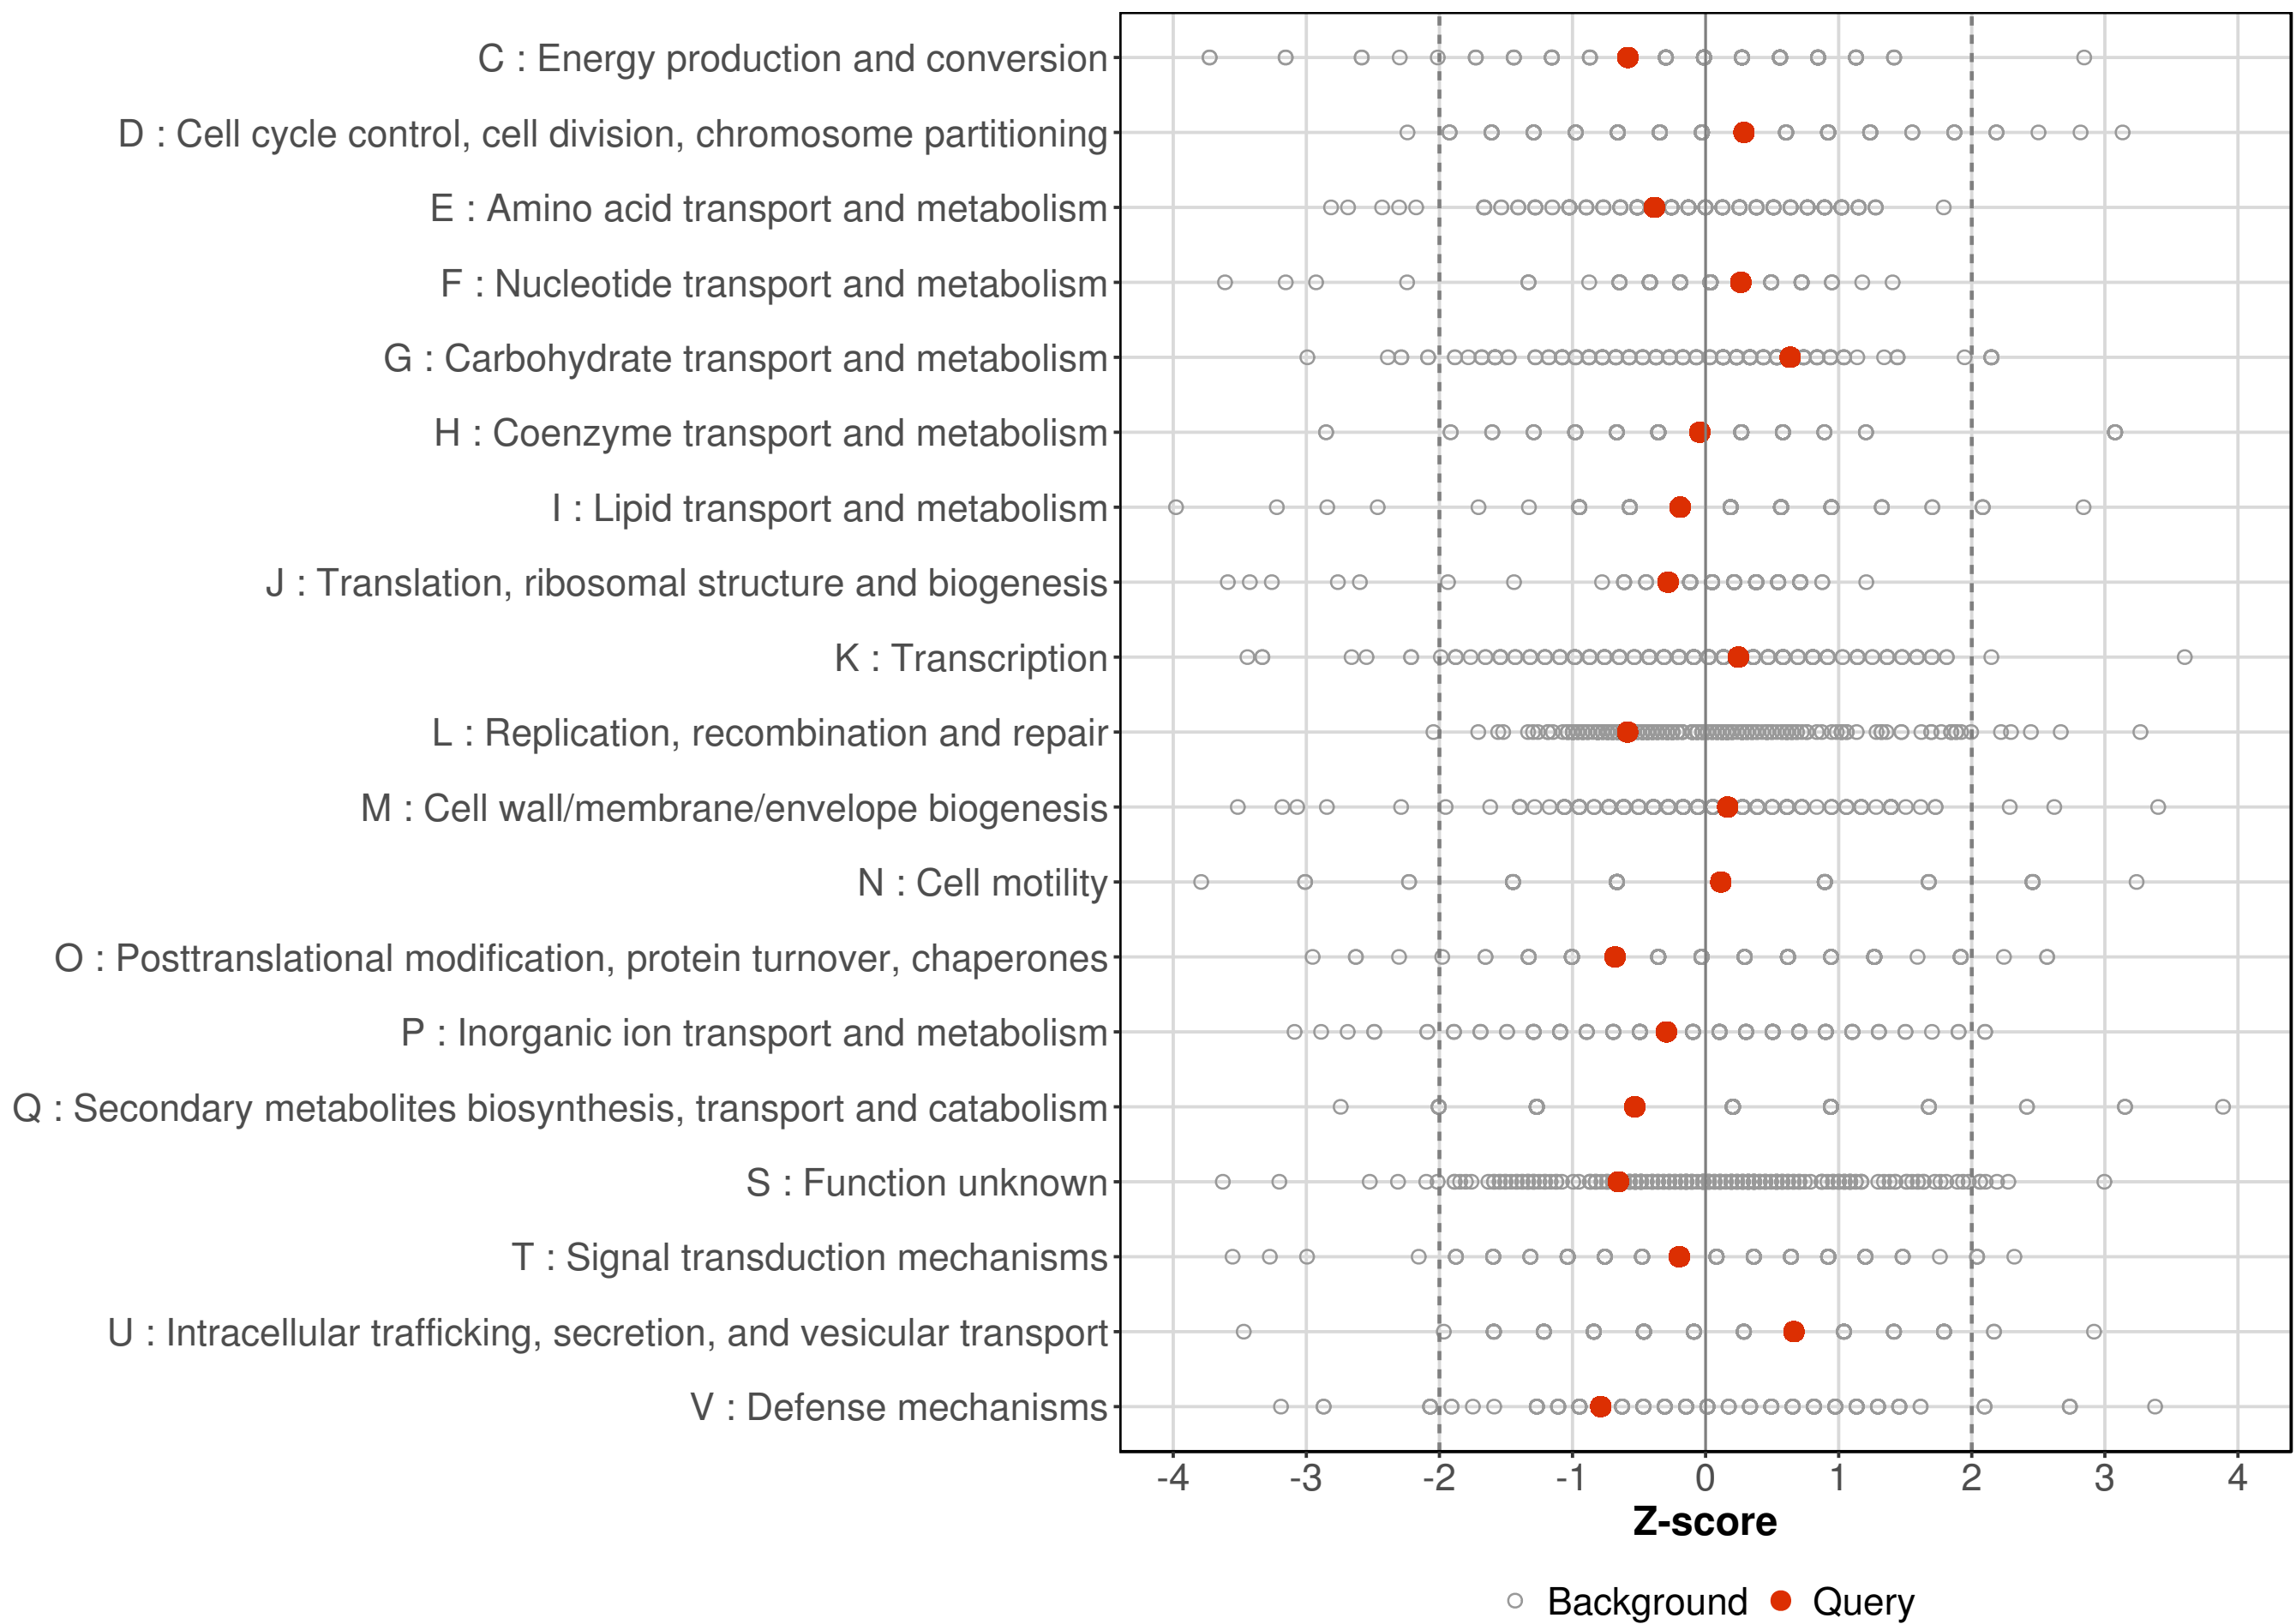 C : Energy production and conversion
D : Cell cycle control, cell division, chromosome partitioning
E : Amino acid transport and metabolism
F : Nucleotide transport and metabolism
G : Carbohydrate transport and metabolism
H : Coenzyme transport and metabolism
I : Lipid transport and metabolism
J : Translation, ribosomal structure and biogenesis
K : Transcription
L : Replication, recombination and repair
M : Cell wall/membrane/envelope biogenesis
N : Cell motility
O : Posttranslational modification, protein turnover, chaperones
P : Inorganic ion transport and metabolism
Q : Secondary metabolites biosynthesis, transport and catabolism
S : Function unknown
T : Signal transduction mechanisms
U : Intracellular trafficking, secretion, and vesicular transport
V : Defense mechanisms
-4 -3 -2 -1 0 1 2 3 4
Z-score
Background Query